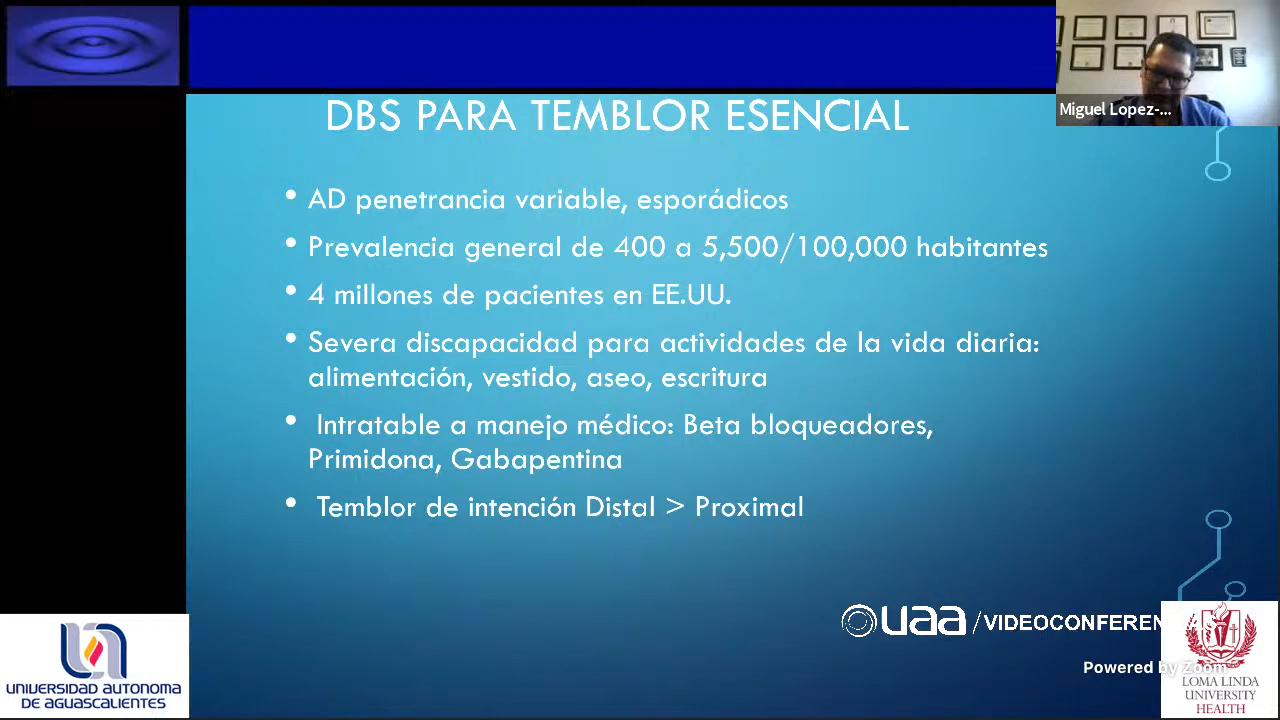 DBS PARA TEMBLOR ESENCIAL
Miguel Lopez-...
• AD penetrancia variable, esporádicos
• Prevalencia general de 400 a 5,500/100,000 habitantes
• 4 millones de pacientes en EE.UU.
• Severa discapacidad para actividades de la vida diaria:
alimentación, vestido, aseo, escritura
• Intratable a manejo médico: Beta bloqueadores,
Primidona, Gabapentina
• Temblor de intención Distal > Proximal
uaa /VIDEOCONFERENCIAS
Powered by Zoom
UNIVERSIDAD AUTONOMA
DE AGUASCALIENTES
LOMA LINDA
UNIVERSITY
HEALTH